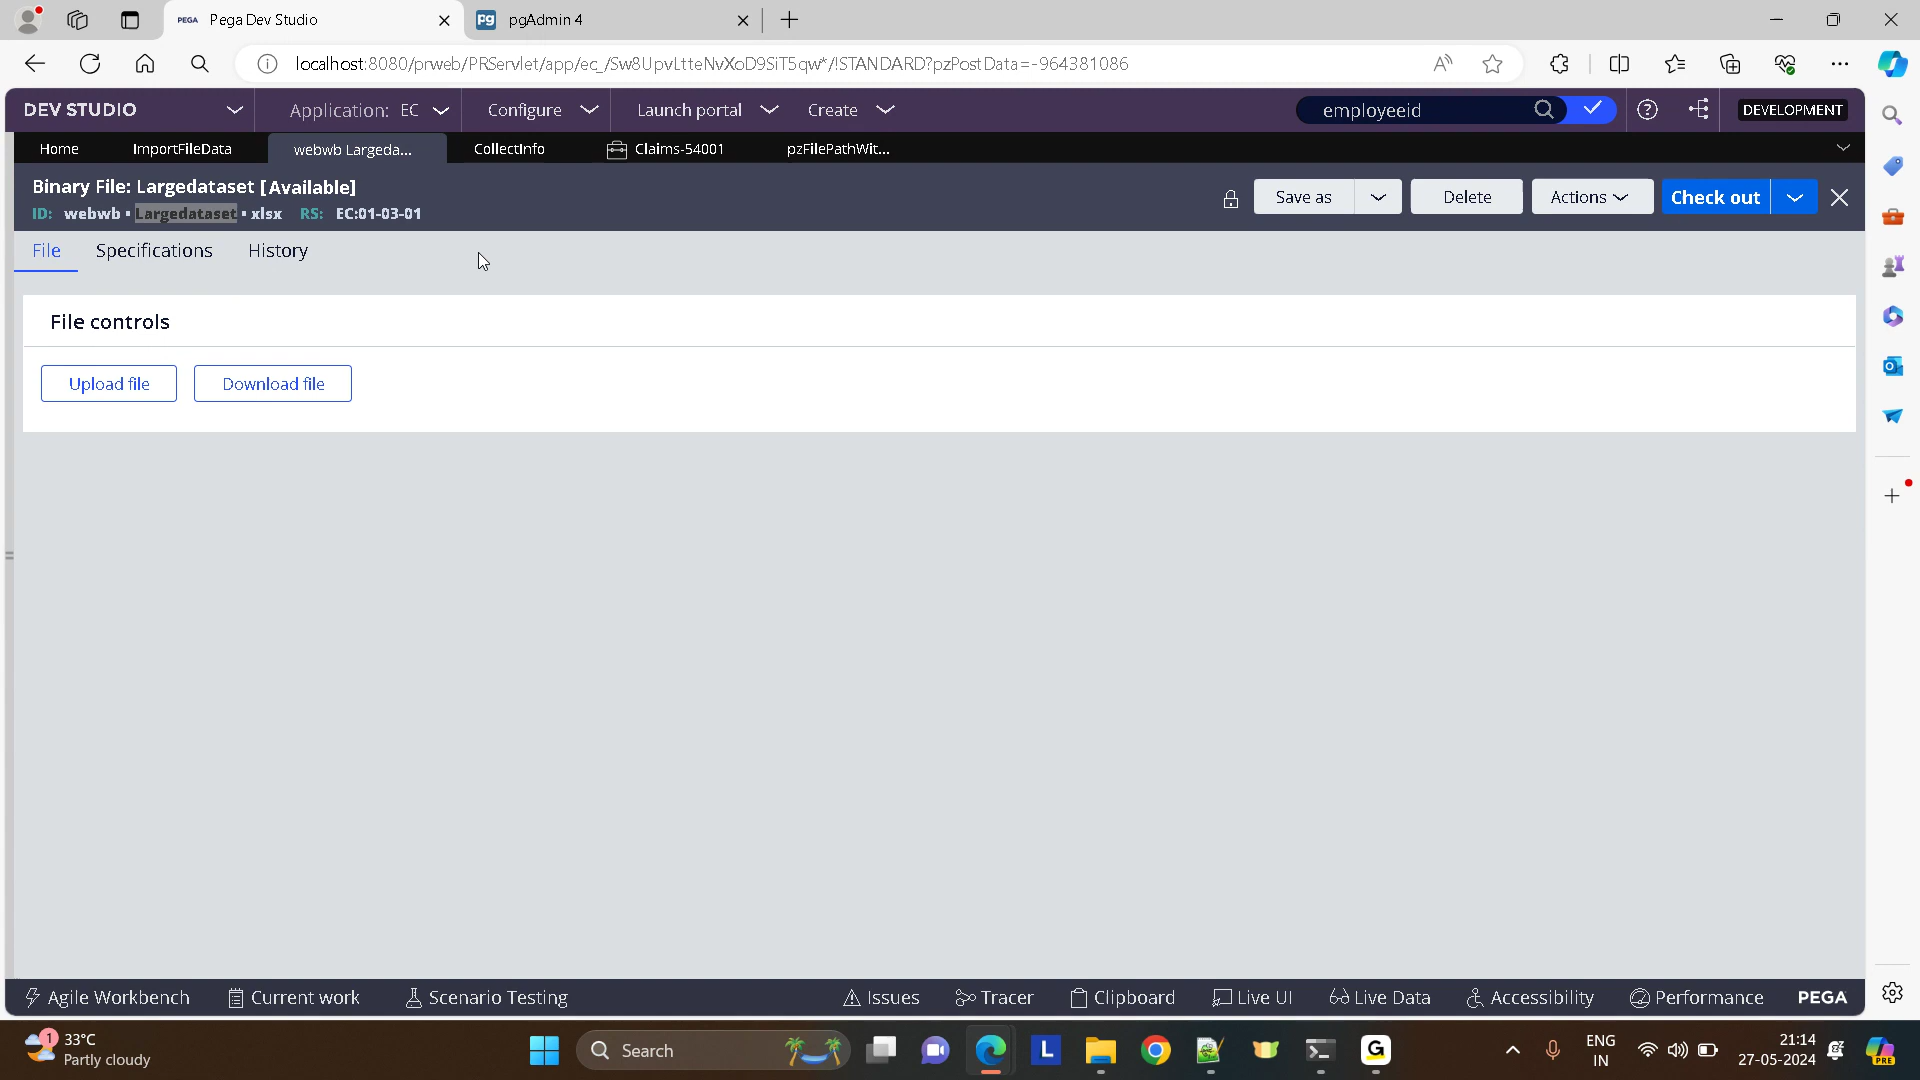 PEGA Pega Dev Studio
Pg pgAdmin 4
localhost:8080/prweb/PRServlet/app/ec_/Sw8UpvLtteNvXoD9SiT5qw*/!STANDARD?pzPostData=-964381086
DEV STUDIO Application: EC Configure Launch portal Create employeeid DEVELOPMENT
Home ImportFileData webwb Largeda... CollectInfo Claims-54001 pzFilePathWit...
Binary File: Largedataset [Available]
ID: webwb • Largedataset • xlsx RS: EC:01-03-01
Save as Delete Actions Check out
File Specifications History
File controls
Upload file Download file
Agile Workbench Current work Scenario Testing Issues Tracer Clipboard Live UI Live Data Accessibility Performance PEGA
1 33°C
Partly cloudy
Search
L
G
ENG
IN
21:14
27-05-2024
PRE